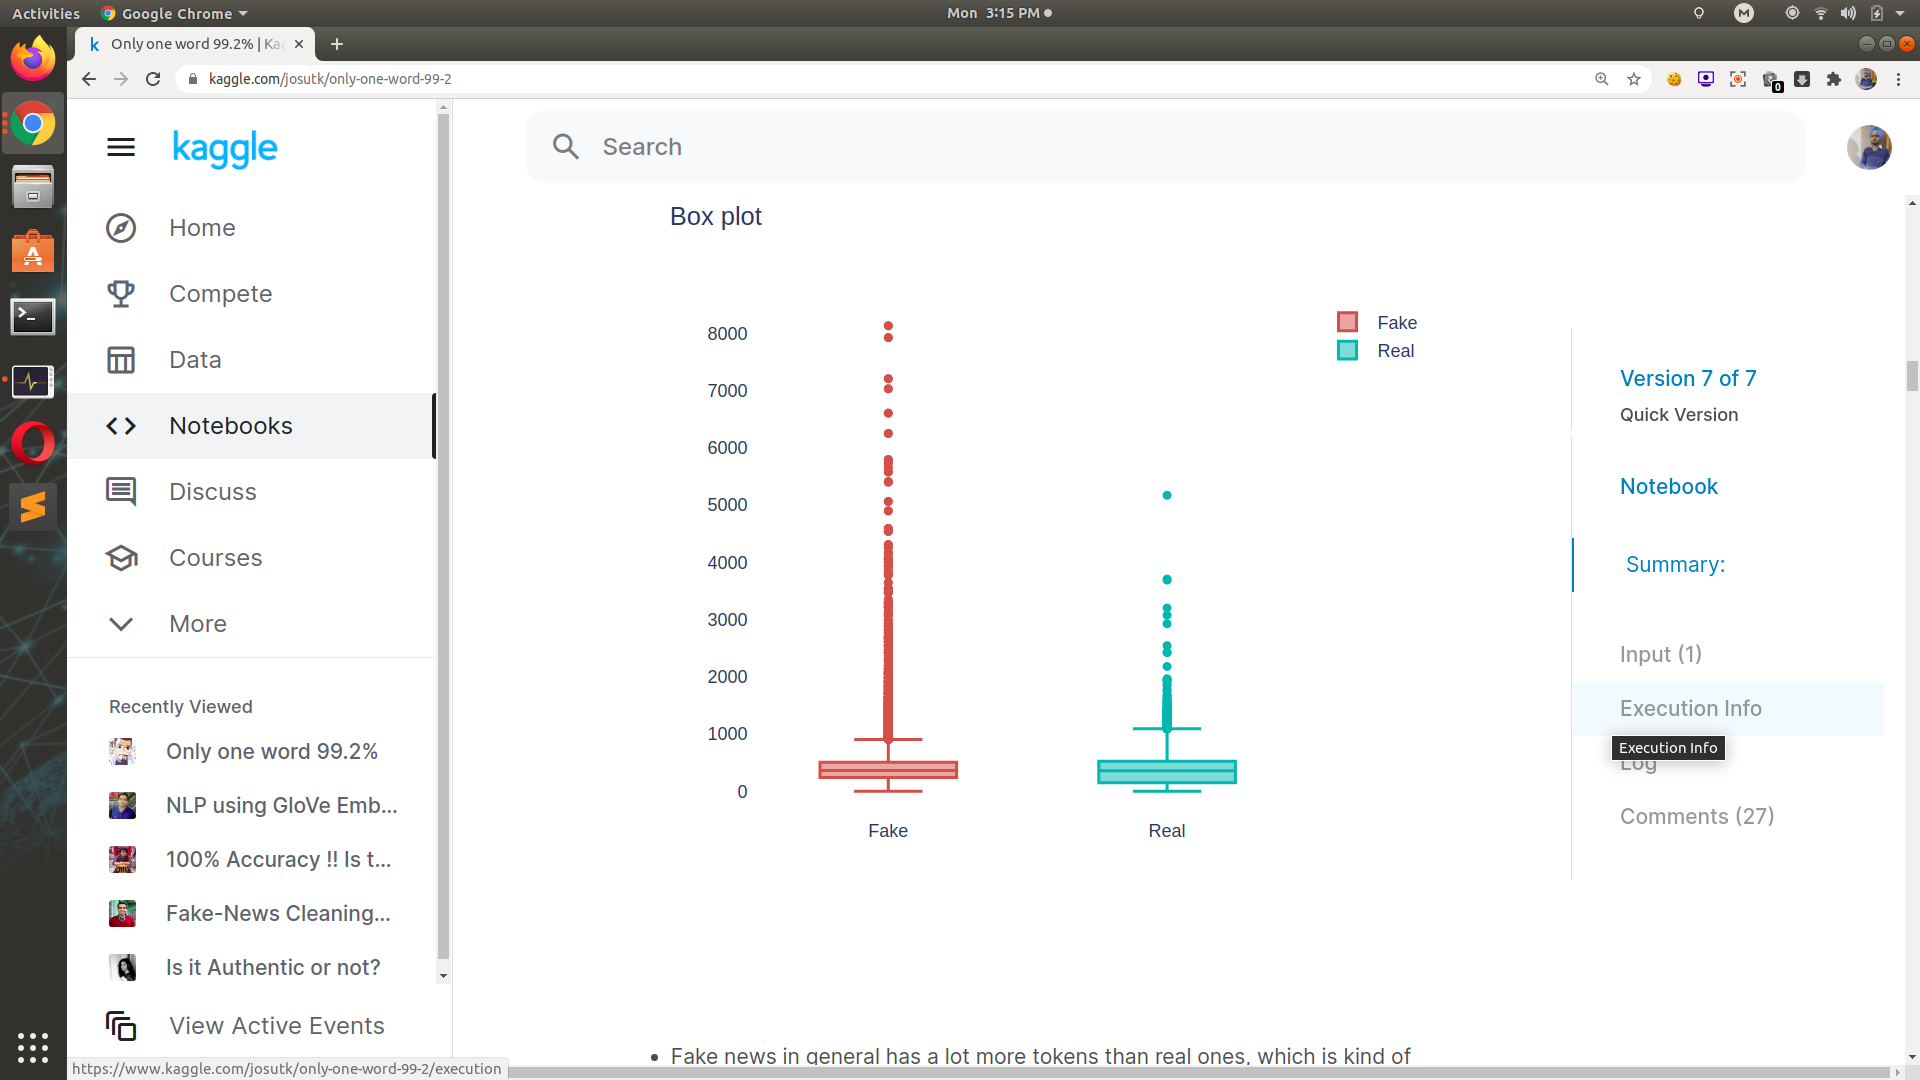 Activities
Google Chrome
Mon 3:15 PM
Only one word 99.2% | Kag
kaggle.com/josutk/only-one-word-99-2
0
kaggle
Search
Home
Compete
Data
Notebooks
Discuss
Courses
More
Recently Viewed
Only one word 99.2%
NLP using GloVe Emb...
100% Accuracy !! Is t...
Fake-News Cleaning...
Is it Authentic or not?
View Active Events
https://www.kaggle.com/josutk/only-one-word-99-2/execution
Box plot
8000
7000
6000
5000
4000
3000
2000
1000
0
Fake
Real
Fake
Real
Version 7 of 7
Quick Version
Notebook
Summary:
Input (1)
Execution Info
Execution Info
Log
Comments (27)
• Fake news in general has a lot more tokens than real ones, which is kind of